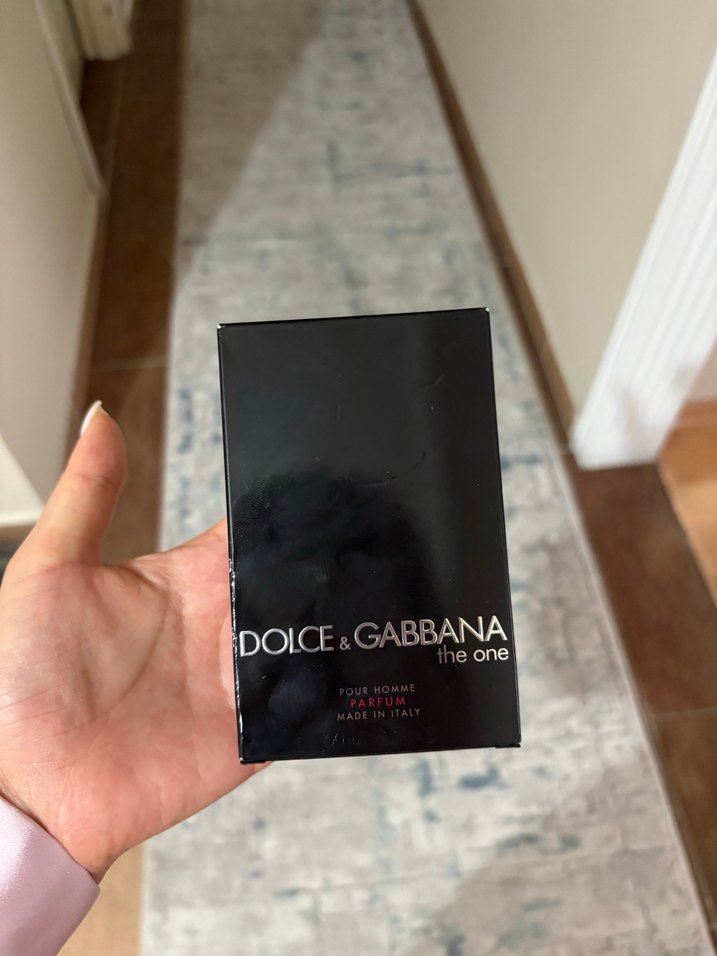 DOLCE & GABBANA
the one
POUR HOMME
PARFUM
MADE IN ITALY